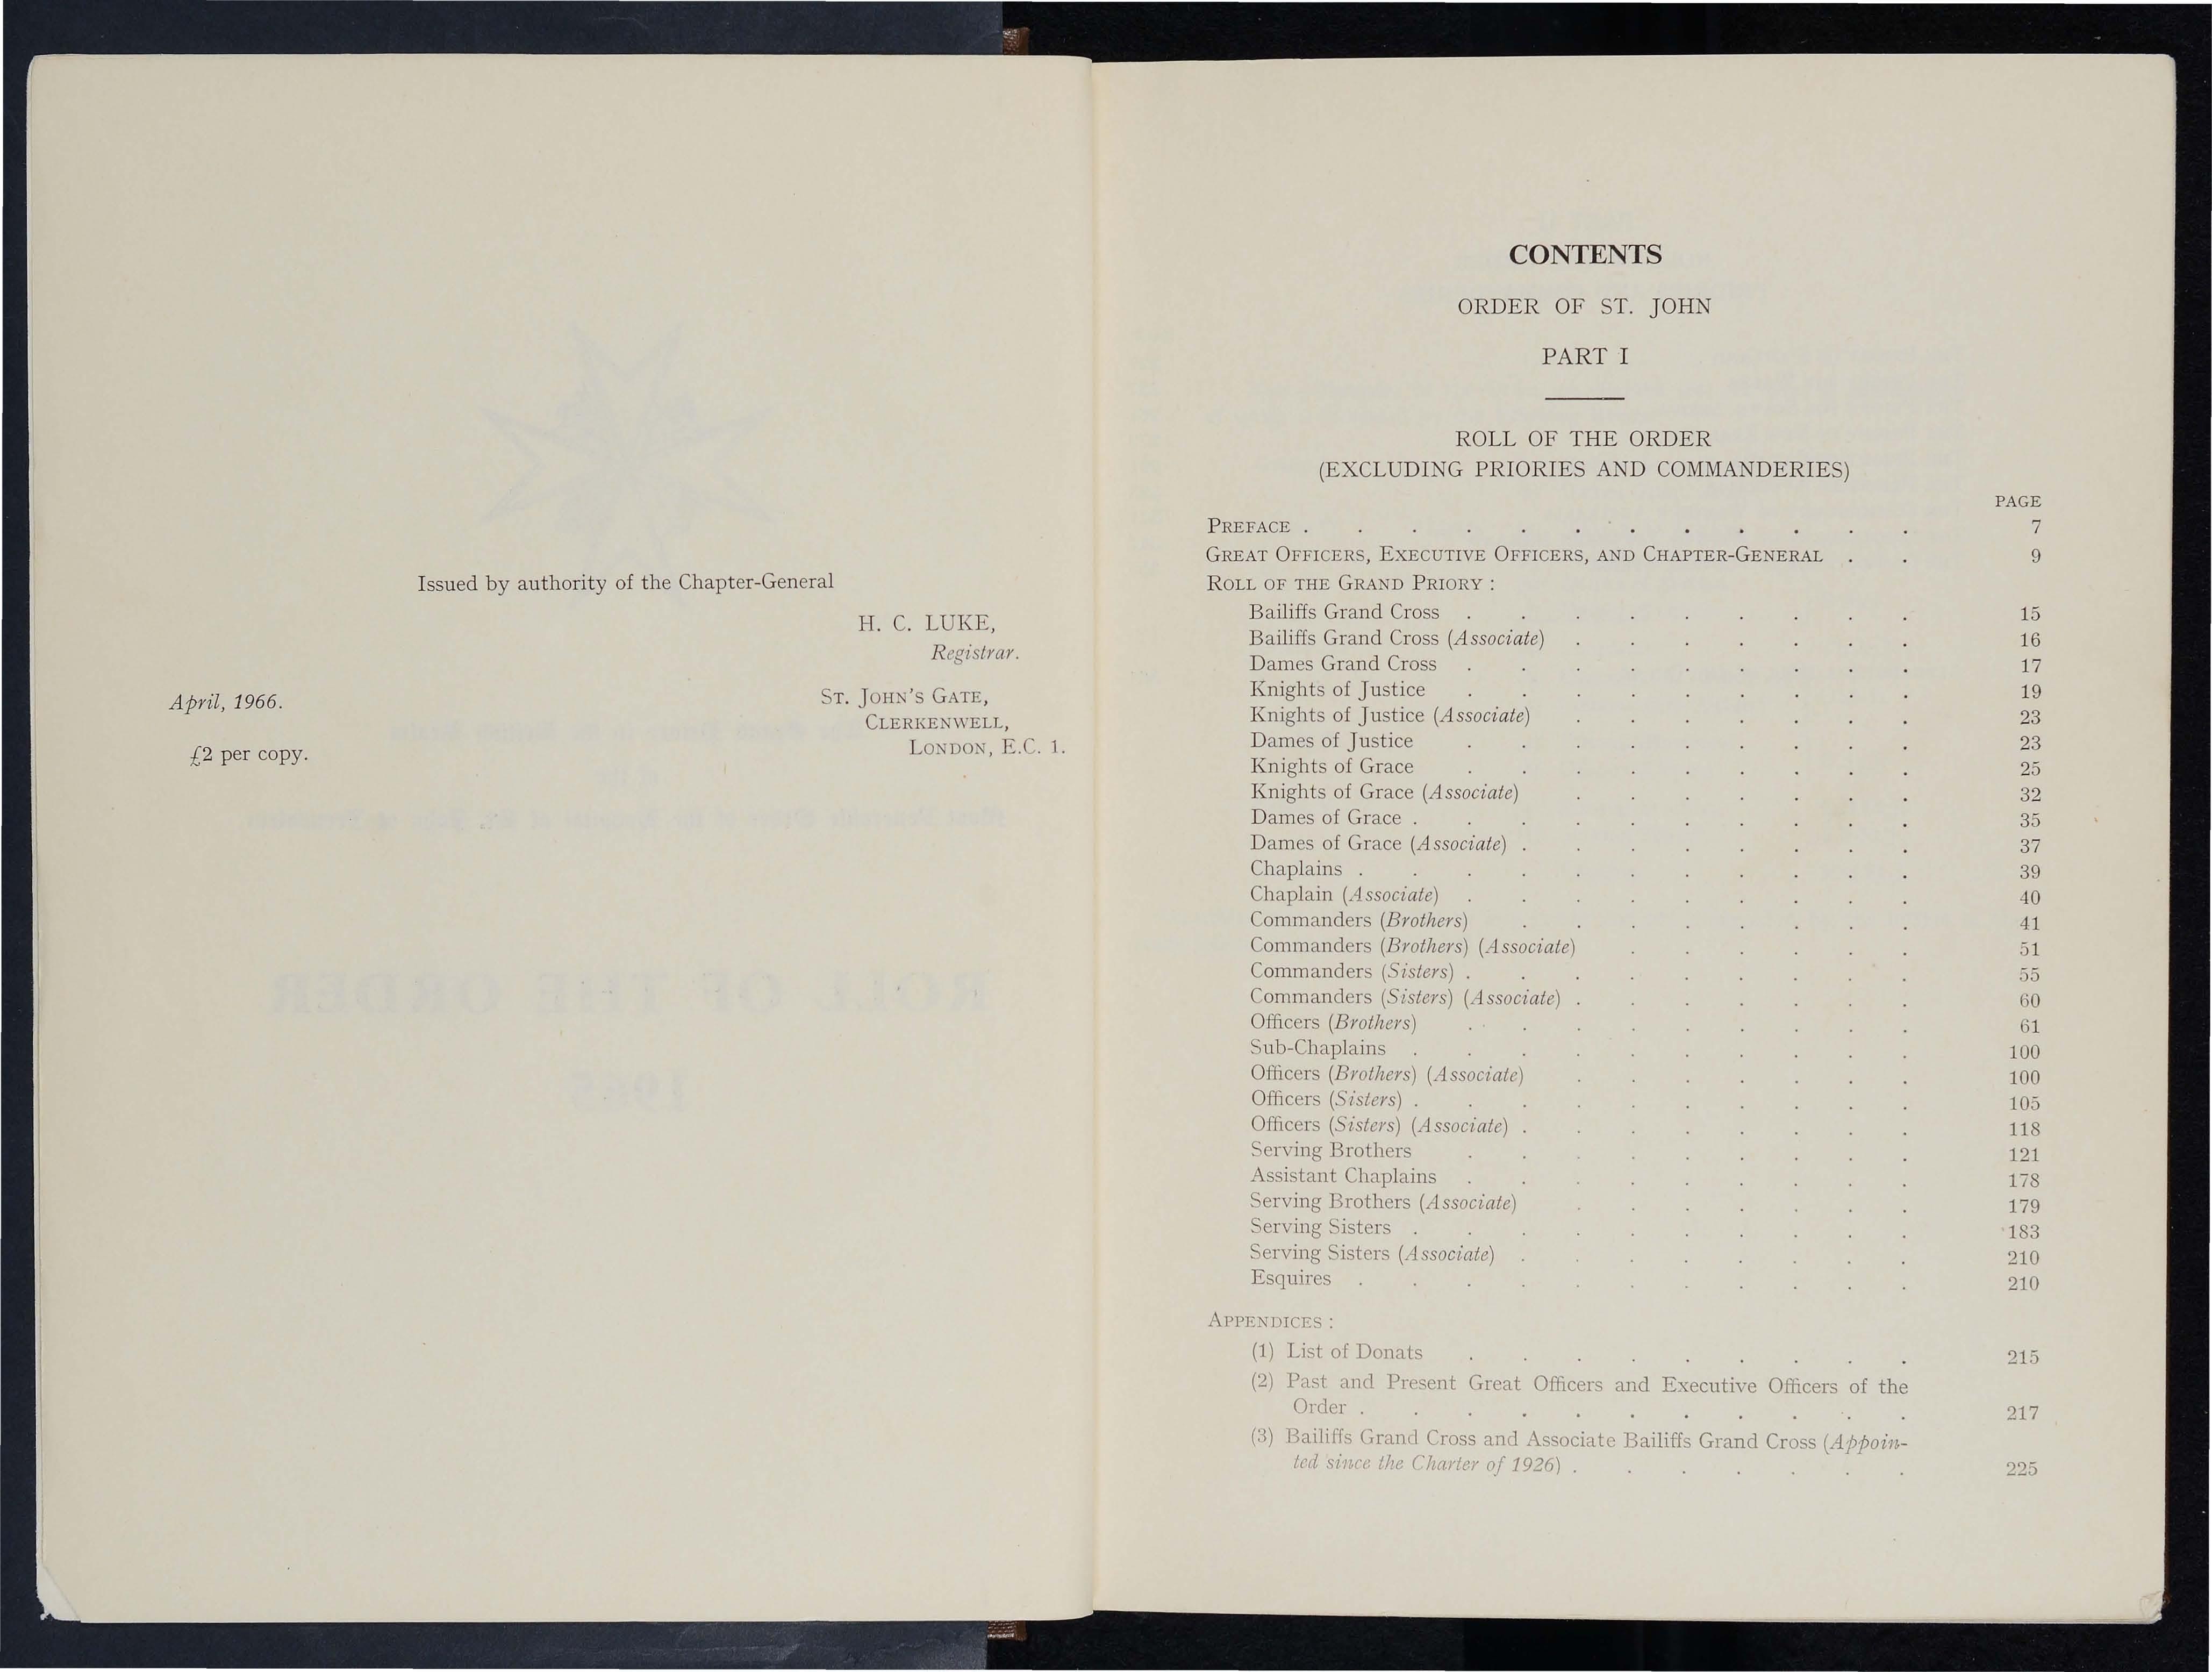 Issued by authority of the Chapter-General
H. C. LUKE,
Registrar.
April, 1966.
ST. JOHN'S GATE,
CLERKENWELL,
£2 per copy.
LONDON, E.C. 1.
CONTENTS
ORDER OF ST. JOHN
PART I
ROLL OF THE ORDER
(EXCLUDING PRIORIES AND COMMANDERIES)
PAGE
PREFACE . . . . . . . . . . . . 7
GREAT OFFICERS, EXECUTIVE OFFICERS, AND CHAPTER-GENERAL . . 9
ROLL OF THE GRAND PRIORY :
Bailiffs Grand Cross . . . . . . . . . 15
Bailiffs Grand Cross (Associate) . . . . . . . 16
Dames Grand Cross . . . . . . . . . 17
Knights of Justice . . . . . . . . . 19
Knights of Justice (Associate) . . . . . . . 23
Dames of Justice . . . . . . . . . 23
Knights of Grace . . . . . . . . . 25
Knights of Grace (Associate) . . . . . . . 32
Dames of Grace . . . . . . . . . . 35
Dames of Grace (Associate) . . . . . . . . 37
Chaplains . . . . . . . . . . . 39
Chaplain (Associate) . . . . . . . . . 40
Commanders (Brothers) . . . . . . . . 41
Commanders (Brothers) (Associate) . . . . . . 51
Commanders (Sisters) . . . . . . . . . 55
Commanders (Sisters) (Associate) . . . . . . . 60
Officers (Brothers) . . . . . . . . . 61
Sub-Chaplains . . . . . . . . . . 100
Officers (Brothers) (Associate) . . . . . . . 100
Officers (Sisters) . . . . . . . . . . 105
Officers (Sisters) (Associate) . . . . . . . . 118
Serving Brothers . . . . . . . . . 121
Assistant Chaplains . . . . . . . . . 178
Serving Brothers (Associate) . . . . . . . 179
Serving Sisters . . . . . . . . . . 183
Serving Sisters (Associate) . . . . . . . . 210
Esquires . . . . . . . . . . . 210
APPENDICES :
(1) List of Donats . . . . . . . . . 215
(2) Past and Present Great Officers and Executive Officers of the
Order . . . . . . . . . . . 217
(3) Bailiffs Grand Cross and Associate Bailiffs Grand Cross (Appoin-
ted since the Charter of 1926) . . . . . . . 225